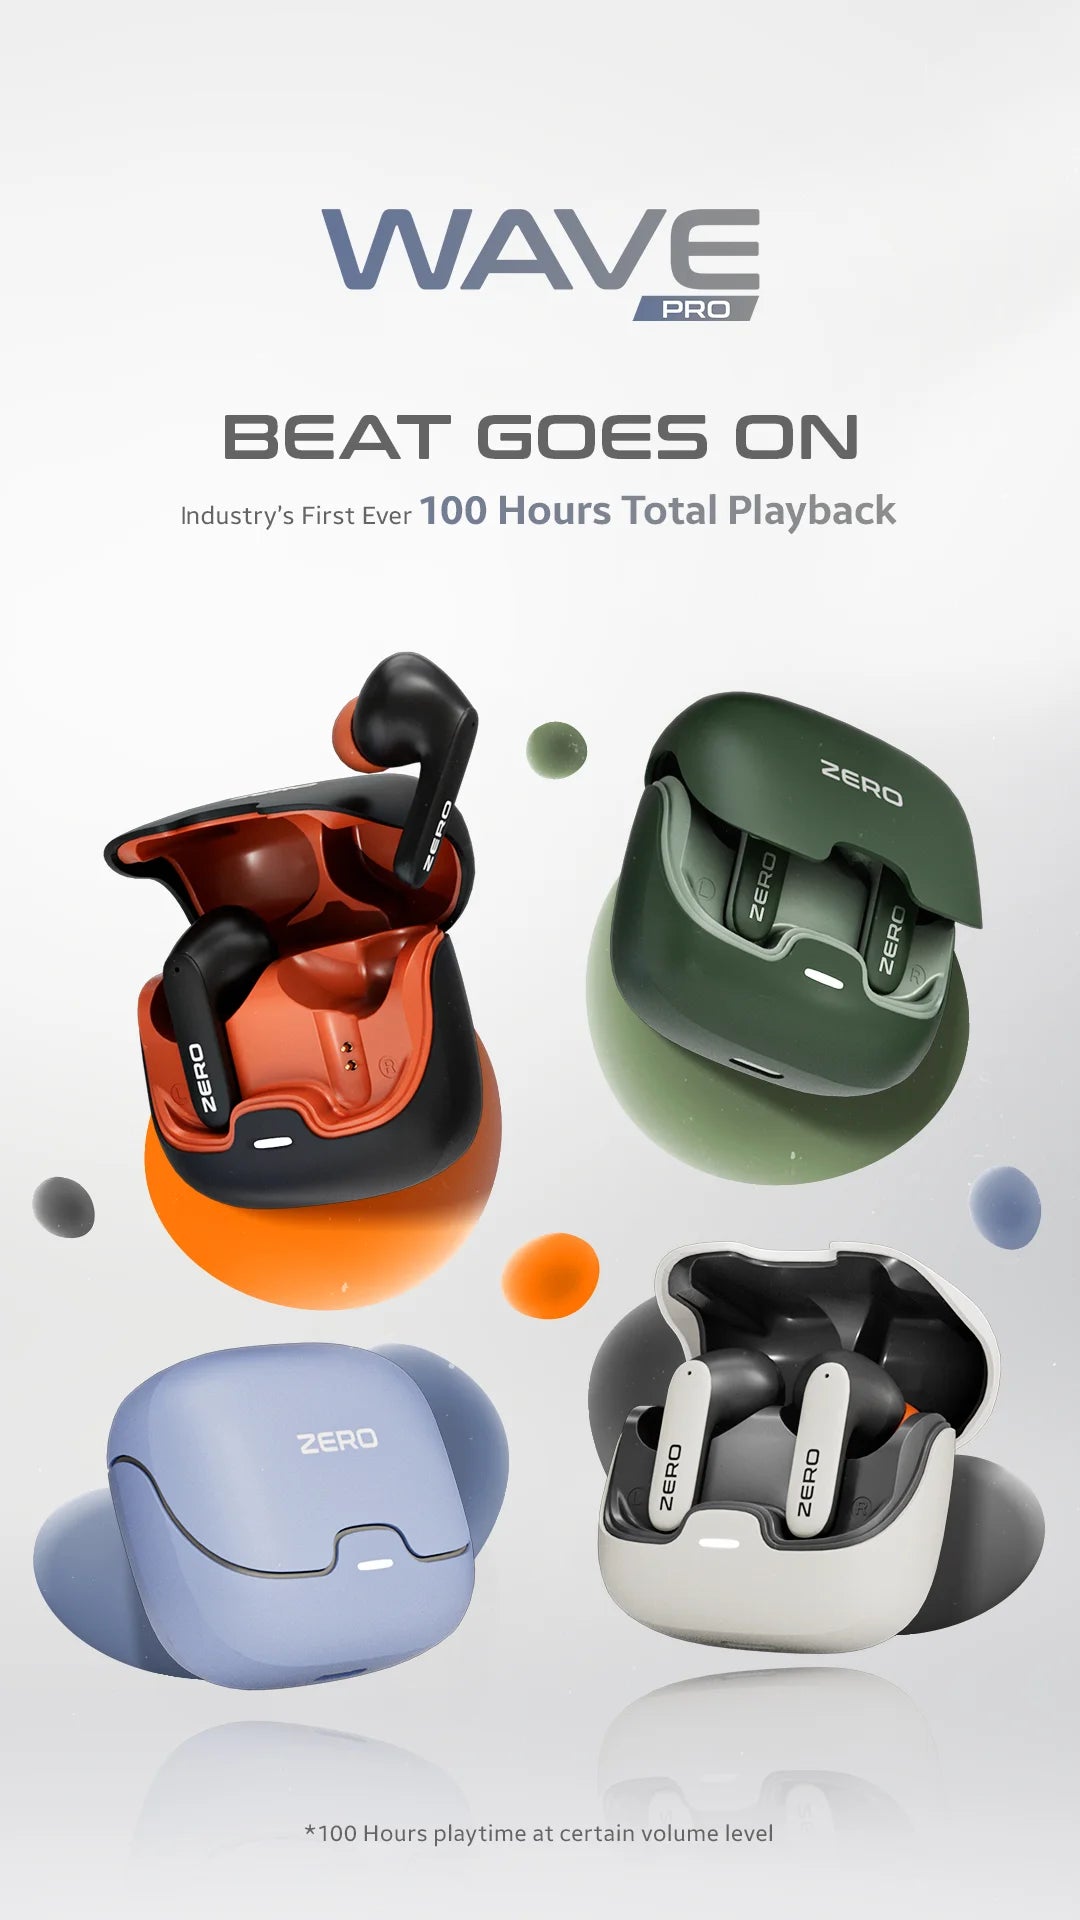 WAVE
PRO
BEAT GOES ON
Industry's First Ever 100 Hours Total Playback
ZERO
ZERO
ZERO
ZERO
L
R
ZERO
L
R
ZERO
ZERO
ZERO
L
R
*100 Hours playtime at certain volume level